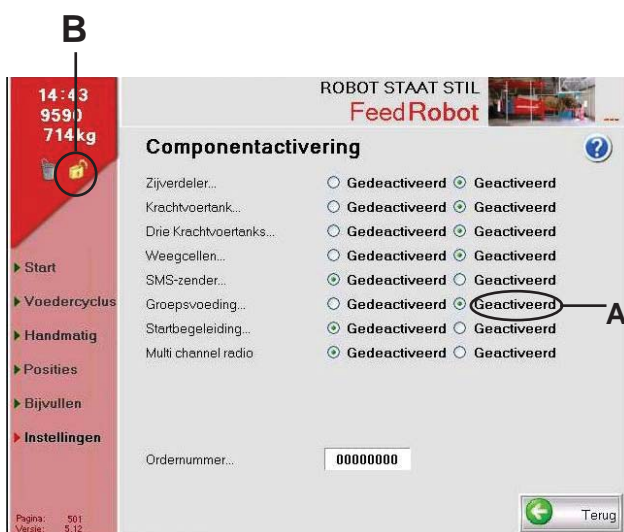 B
14:43
9590
714kg
ROBOT STAAT STIL
FeedRobot
Componentactivering
?
Zijverdeler... Gedeactiveerd Geactiveerd
Krachtvoertank... Gedeactiveerd Geactiveerd
Drie Krachtvoertanks... Gedeactiveerd Geactiveerd
Weegcellen... Gedeactiveerd Geactiveerd
SMS-zender... Gedeactiveerd Geactiveerd
Groepsvoeding... Gedeactiveerd Geactiveerd A
Startbegeleiding... Gedeactiveerd Geactiveerd
Multi channel radio Gedeactiveerd Geactiveerd
Start
Voedercyclus
Handmatig
Posities
Bijvullen
Instellingen
Ordernummer... 00000000
Pagina: 501
Versie: 5.12
Terug